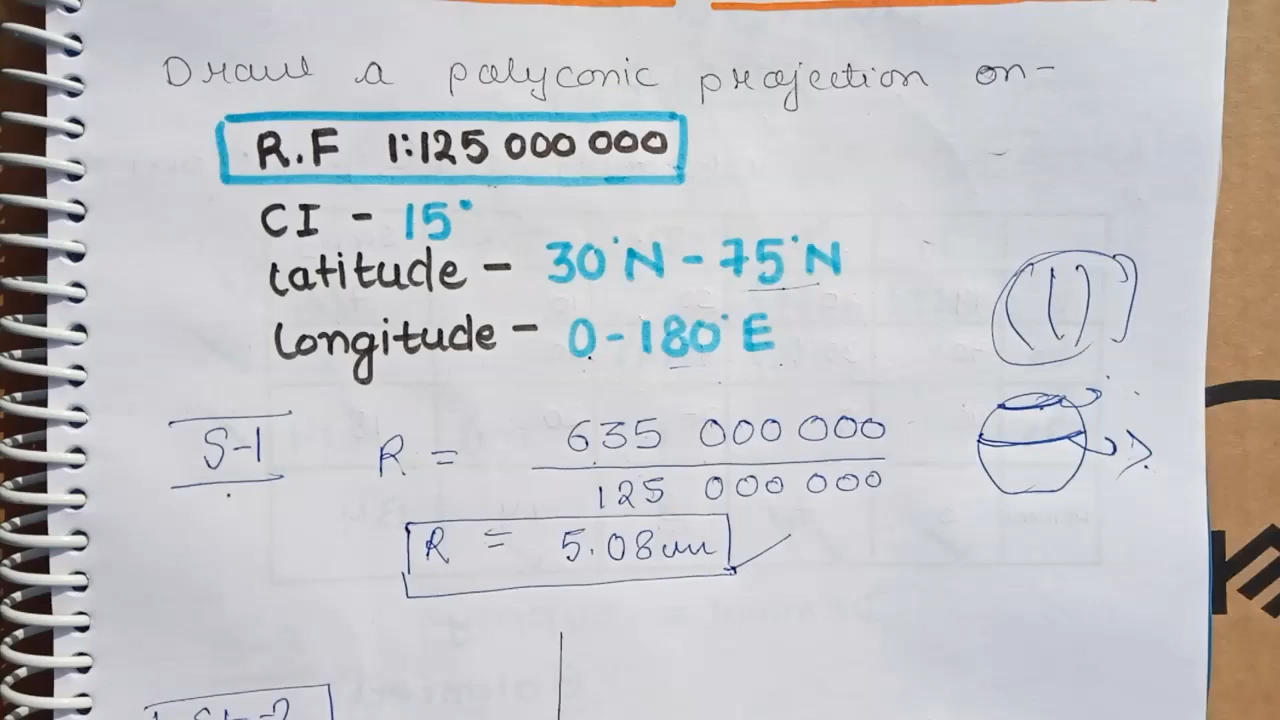 Draw a polyconic projection on-
R.F 1:125 000 000
CI - 15°
Latitude - 30°N - 75°N
Longitude - 0-180°E
S-1 R = 635 000 000
125 000 000
R = 5.08cm